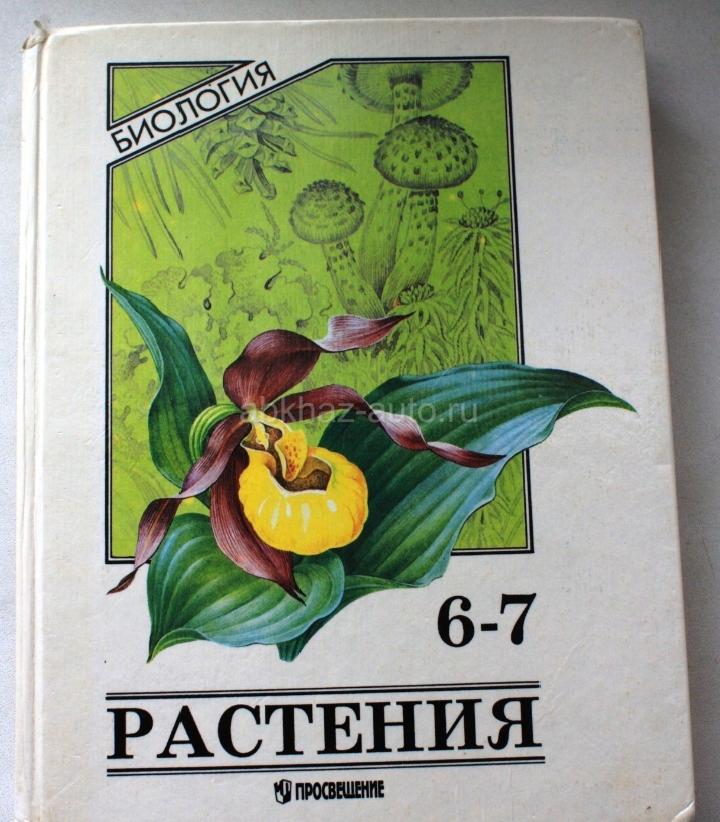 БИОЛОГИЯ
abkhaz-auto.ru
6-7
РАСТЕНИЯ
ПРОСВЕЩЕНИЕ